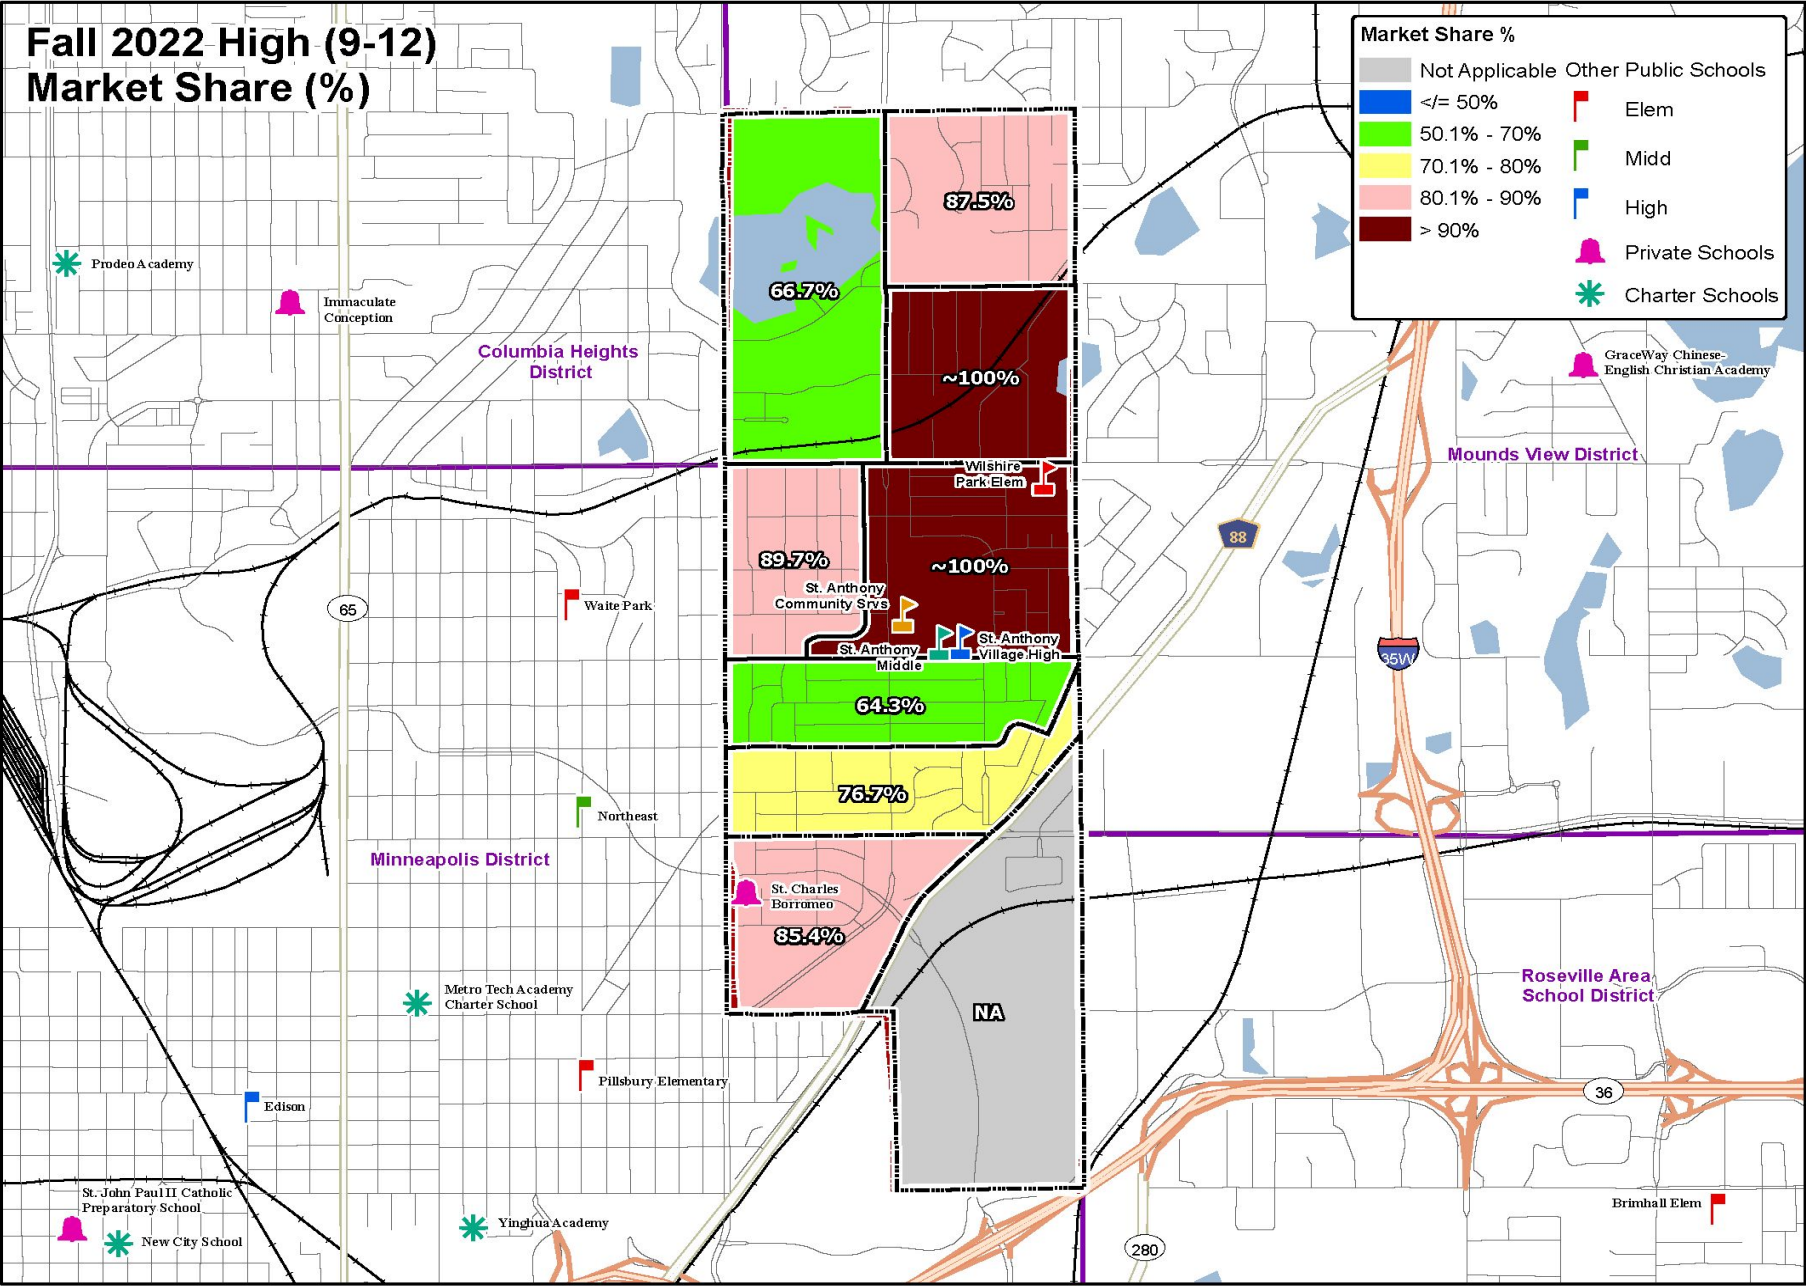 Fall 2022 High (9-12)
Market Share (%)
Market Share %
Not Applicable
</= 50%
50.1% - 70%
70.1% - 80%
80.1% - 90%
> 90%
Other Public Schools
Elem
Midd
High
Private Schools
Charter Schools
87.5%
66.7%
~100%
Prodeo Academy
Immaculate
Conception
Columbia Heights
District
GraceWay Chinese-
English Christian Academy
Mounds View District
Wilshire
Park Elem
88
89.7%
~100%
St. Anthony
Community Srvs
65
Waite Park
St. Anthony
Middle
St. Anthony
Village High
35W
64.3%
76.7%
Northeast
Minneapolis District
St. Charles
Borromeo
85.4%
Metro Tech Academy
Charter School
Roseville Area
School District
NA
Pillsbury Elementary
36
Edison
St. John Paul II Catholic
Preparatory School
New City School
Yinghua Academy
Brimhall Elem
280